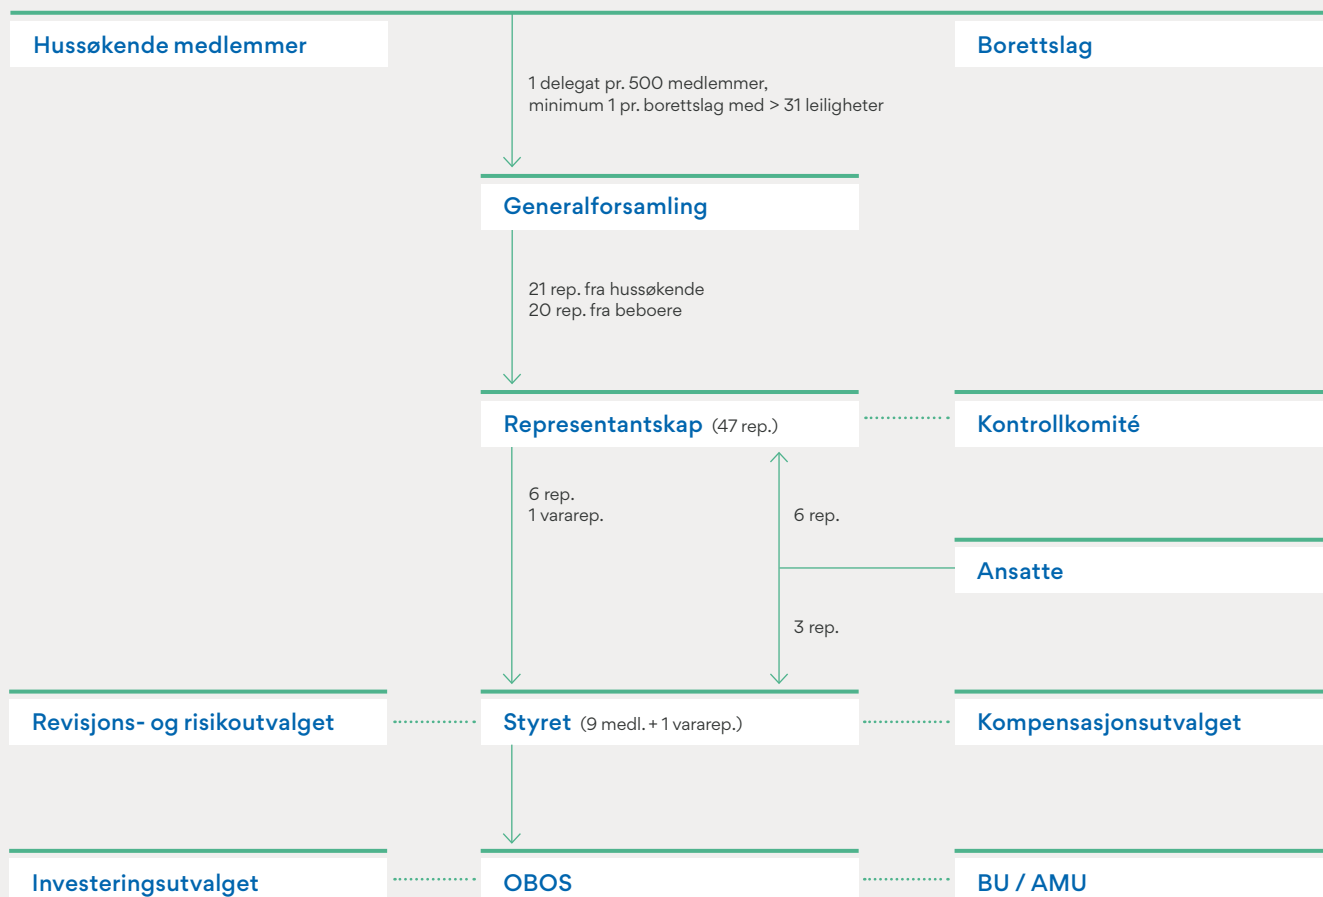 Hussøkende medlemmer
Borettslag
1 delegat pr. 500 medlemmer,
minimum 1 pr. borettslag med > 31 leiligheter
Generalforsamling
21 rep. fra hussøkende
20 rep. fra beboere
Representantskap (47 rep.)
Kontrollkomité
6 rep.
1 vararep.
6 rep.
Ansatte
3 rep.
Revisjons- og risikoutvalget
Styret (9 medl. + 1 vararep.)
Kompensasjonsutvalget
Investeringsutvalget
OBOS
BU / AMU